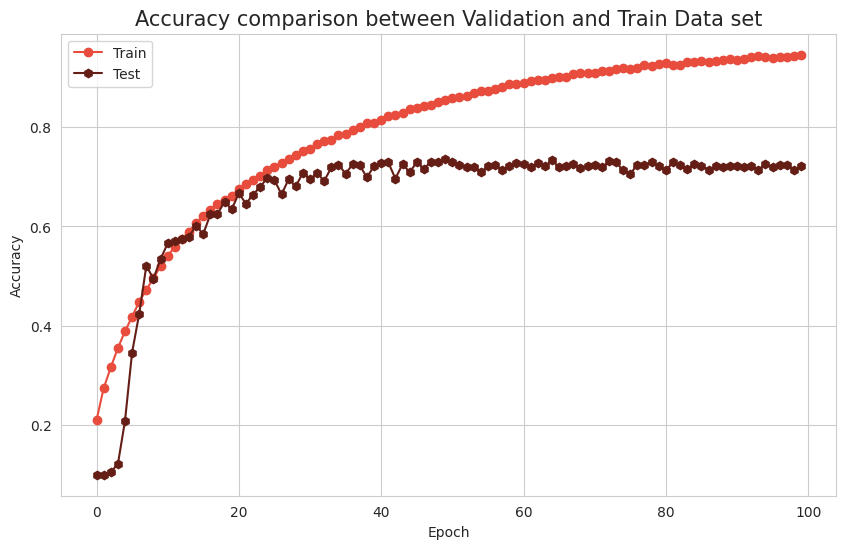 Accuracy comparison between Validation and Train Data set
Train
Test
0.8
0.6
0.4
0.2
Accuracy
0 20 40 60 80 100
Epoch